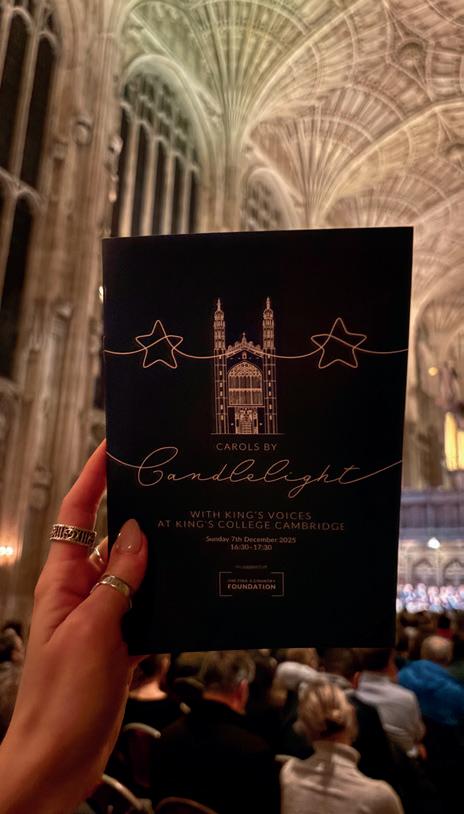 CAROLS BY
Candlelight
WITH KING'S VOICES
AT KING'S COLLEGE CAMBRIDGE
Sunday 7th December 2025
16:30-17:30
FOUNDATION